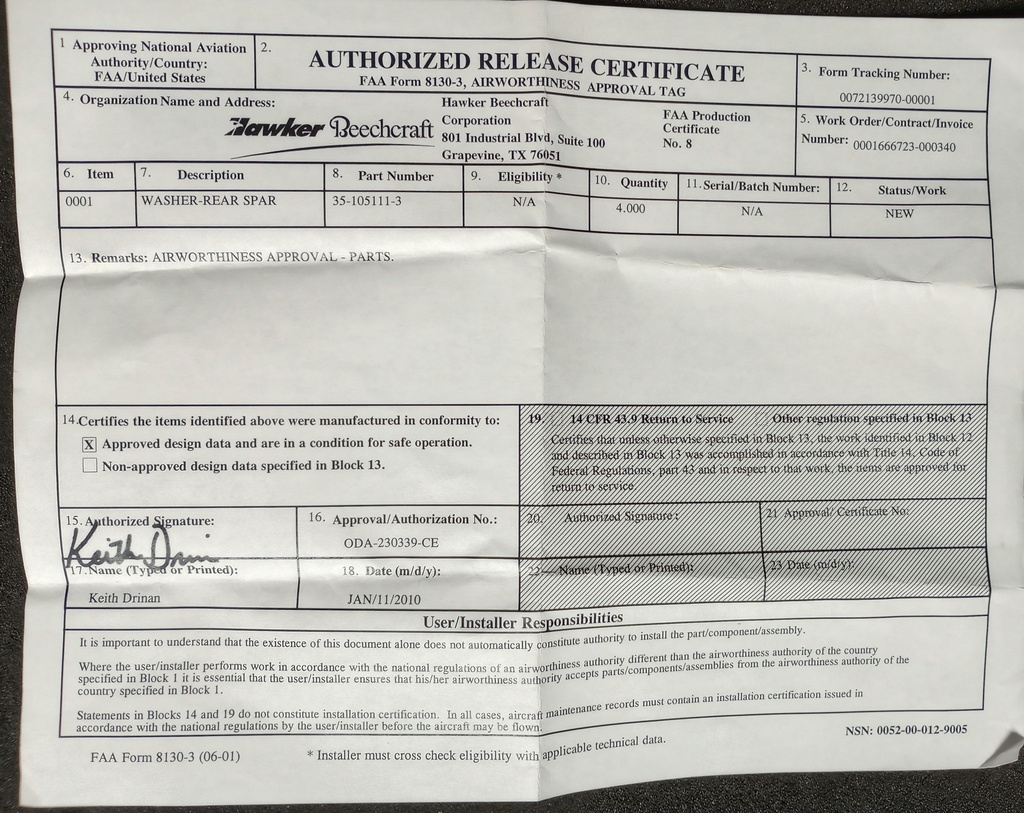 1 Approving National Aviation
Authority/Country:
FAA/United States
2.
AUTHORIZED RELEASE CERTIFICATE
FAA Form 8130-3, AIRWORTHINESS APPROVAL TAG
3. Form Tracking Number:
0072139970-00001
4. Organization Name and Address:
Hawker Beechcraft
Hawker Beechcraft
Corporation
801 Industrial Blvd, Suite 100
Grapevine, TX 76051
FAA Production
Certificate
No. 8
5. Work Order/Contract/Invoice
Number: 0001666723-000340
6. Item
7. Description
8. Part Number
9. Eligibility *
10. Quantity
11. Serial/Batch Number:
12. Status/Work
0001
WASHER-REAR SPAR
35-105111-3
N/A
4.000
N/A
NEW
13. Remarks: AIRWORTHINESS APPROVAL - PARTS.
14.Certifies the items identified above were manufactured in conformity to:
X Approved design data and are in a condition for safe operation.
Non-approved design data specified in Block 13.
19. 14 CFR 43.9 Return to Service Other regulation specified in Block 13
Certifies that unless otherwise specified in Block 13, the work identified in Block 12
and described in Block 13 was accomplished in accordance with Title 14, Code of
Federal Regulations, part 43 and in respect to that work, the items are approved for
return to service
15. Authorized Signature:
Keith Drinan
16. Approval/Authorization No.:
ODA-230339-CE
20. Authorized Signature:
21 Approval/ Certificate No:
17.Name (Typed or Printed):
Keith Drinan
18. Date (m/d/y):
JAN/11/2010
22 Name (Typed or Printed):
23 Date (m/d/y):
User/Installer Responsibilities
It is important to understand that the existence of this document alone does not automatically constitute authority to install the part/component/assembly.
Where the user/installer performs work in accordance with the national regulations of an airworthiness authority different than the airworthiness authority of the country
specified in Block 1 it is essential that the user/installer ensures that his/her airworthiness authority accepts parts/components/assemblies from the airworthiness authority of the
country specified in Block 1.
Statements in Blocks 14 and 19 do not constitute installation certification. In all cases, aircraft maintenance records must contain an installation certification issued in
accordance with the national regulations by the user/installer before the aircraft may be flown.
FAA Form 8130-3 (06-01)
* Installer must cross check eligibility with applicable technical data.
NSN: 0052-00-012-9005